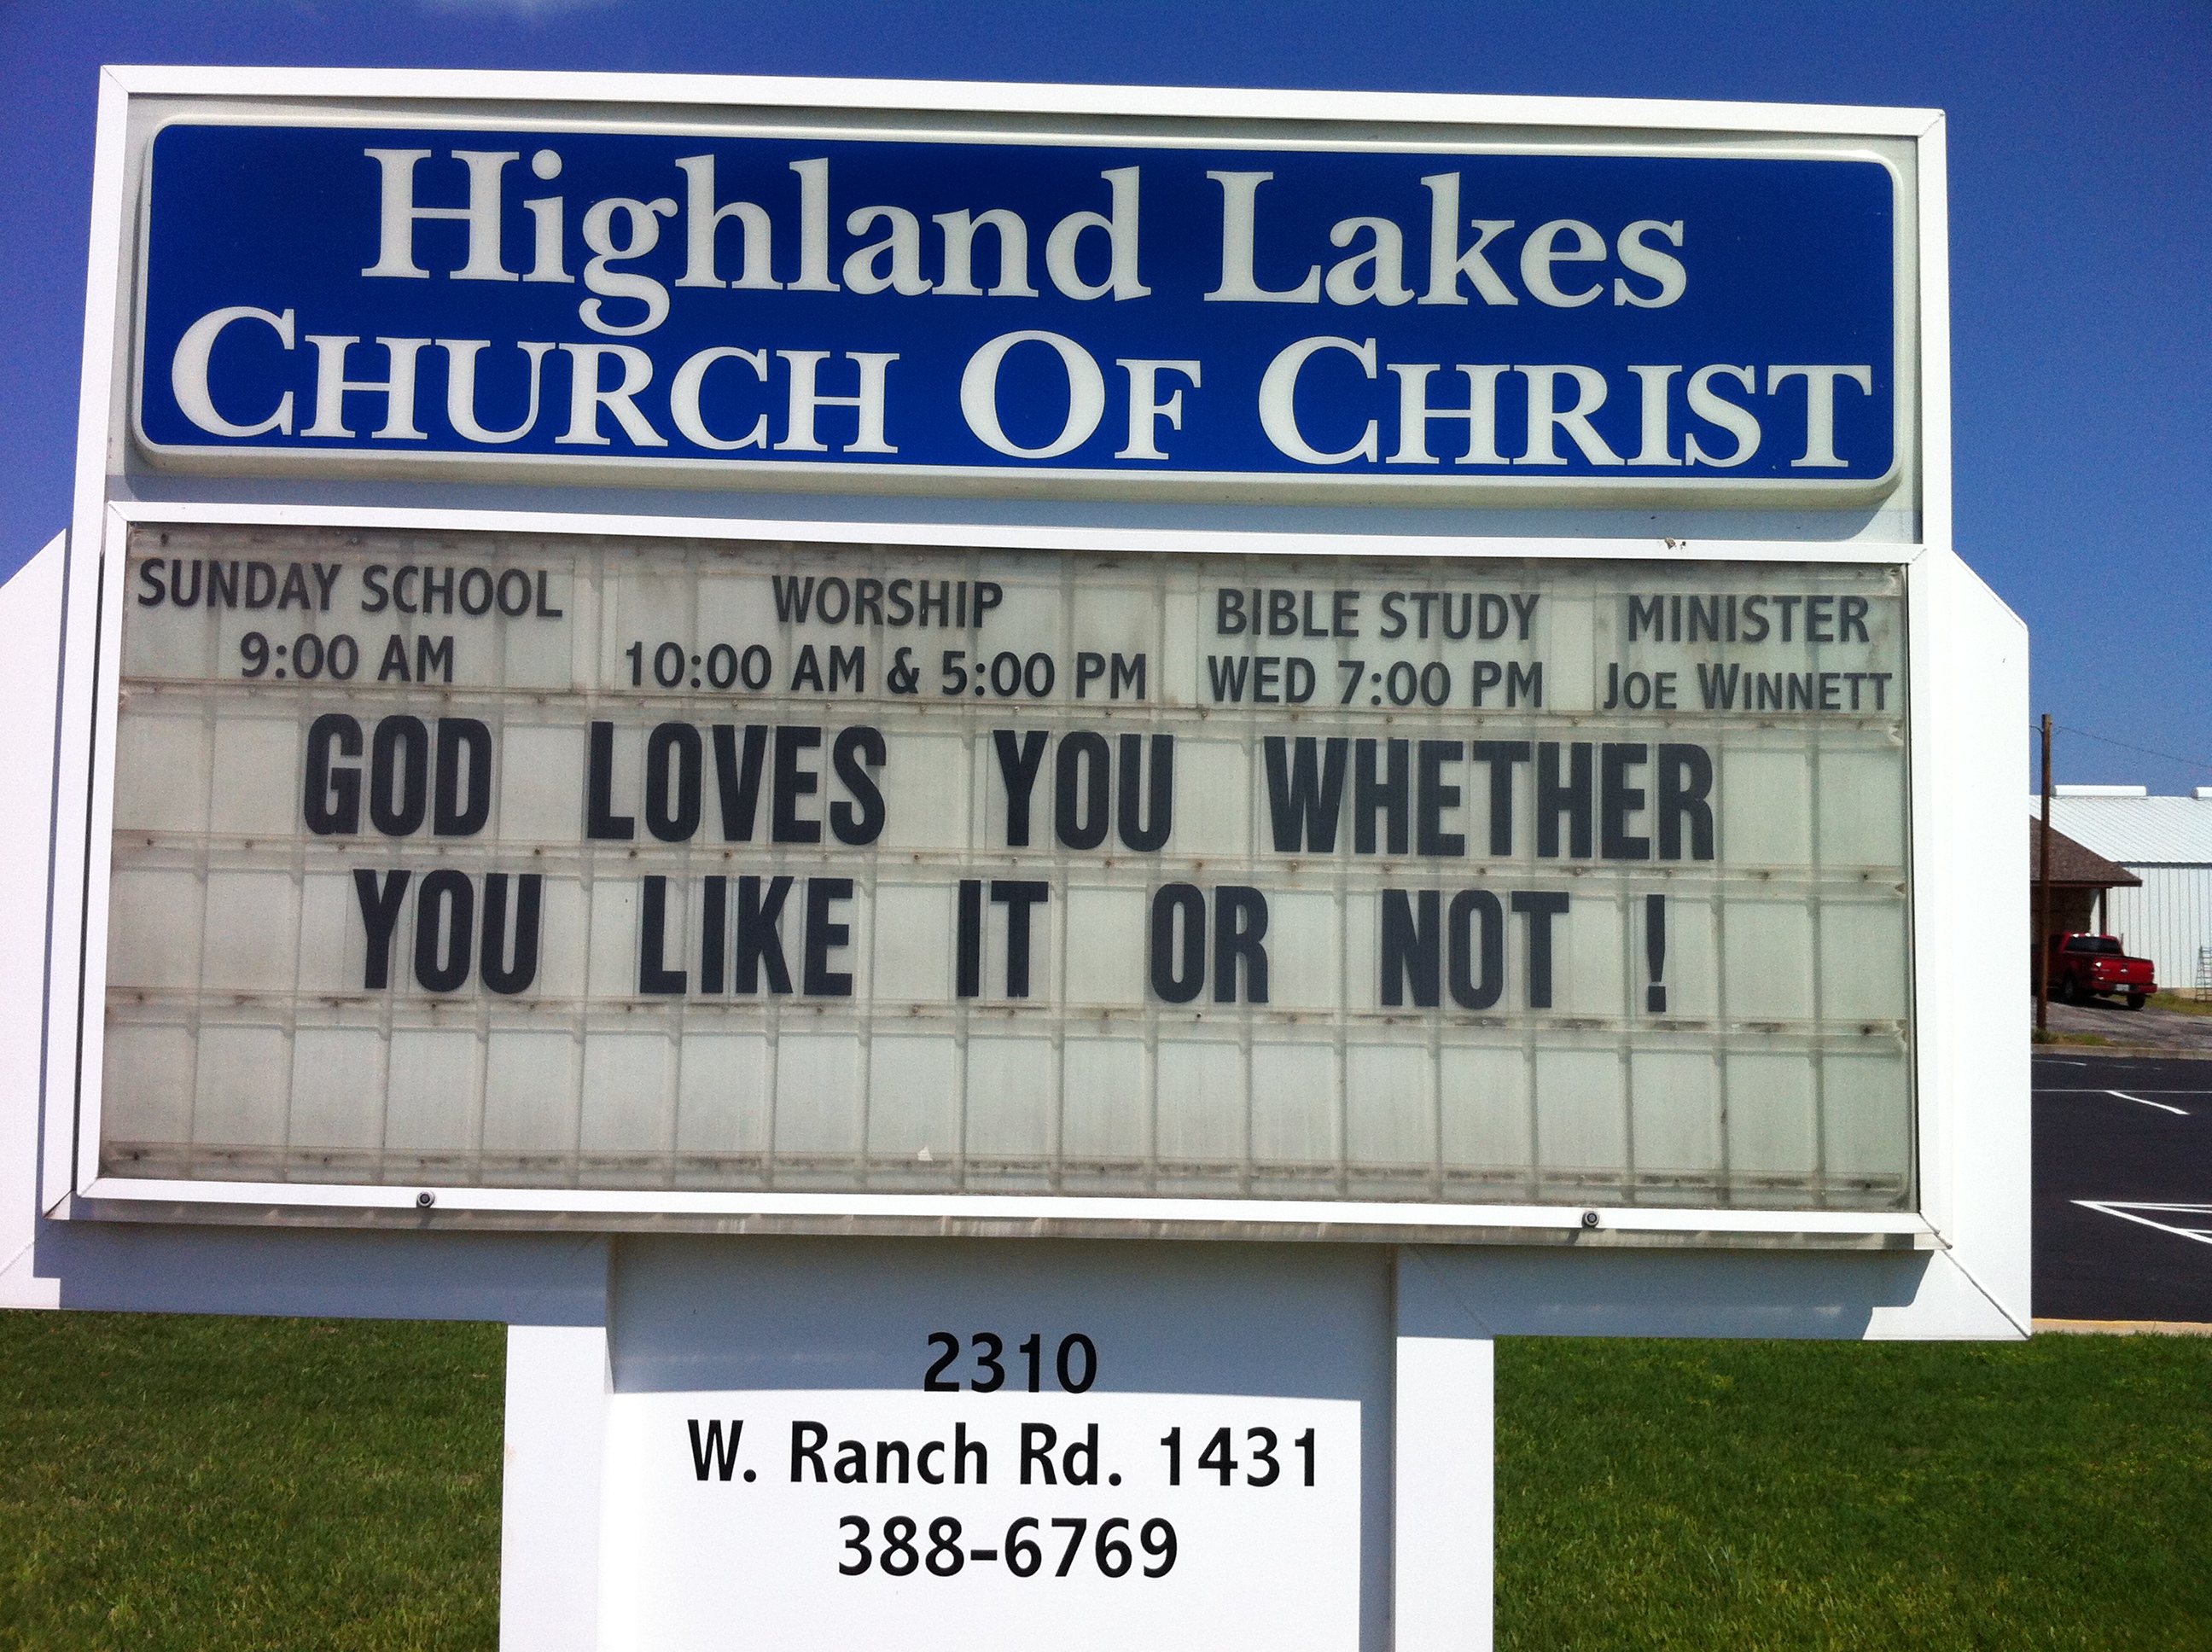 Highland Lakes
CHURCH OF CHRIST
SUNDAY SCHOOL
9:00 AM
WORSHIP
10:00 AM & 5:00 PM
BIBLE STUDY
WED 7:00 PM
MINISTER
JOE WINNETT
GOD LOVES YOU WHETHER
YOU LIKE IT OR NOT !
2310
W. Ranch Rd. 1431
388-6769